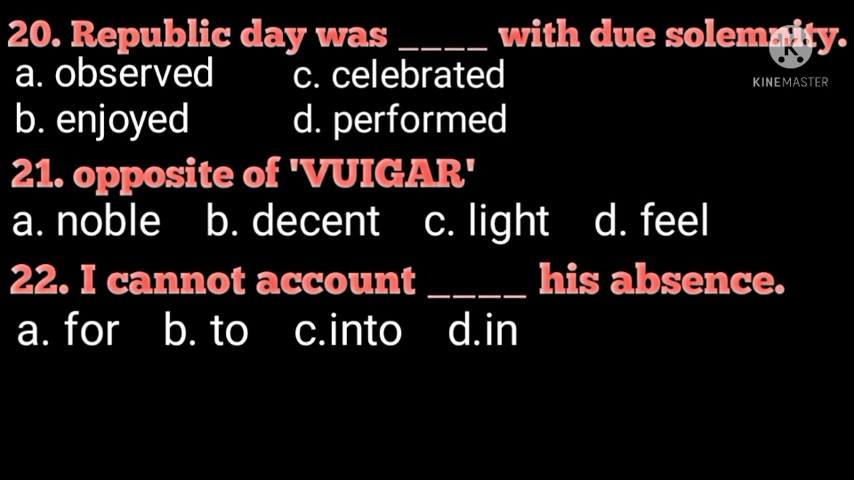 20. Republic day was ____ with due solemnity.
a. observed c. celebrated
KINEMASTER
b. enjoyed d. performed
21. opposite of 'VUIGAR'
a. noble b. decent c. light d. feel
22. I cannot account ____ his absence.
a. for b. to c.into d.in